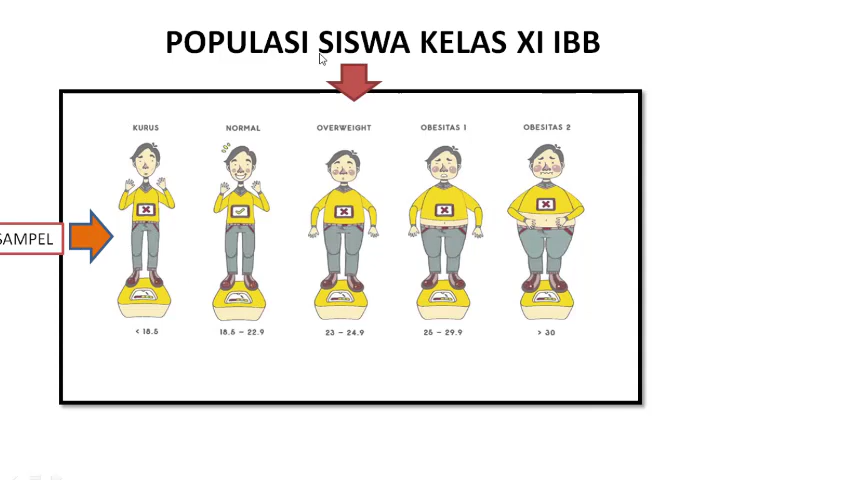 POPULASI SISWA KELAS XI IBB
KURUS
NORMAL
OVERWEIGHT
OBESITAS 1
OBESITAS 2
SAMPEL
< 18.5
18.5 – 22.9
23 – 24.9
25 – 29.9
> 30